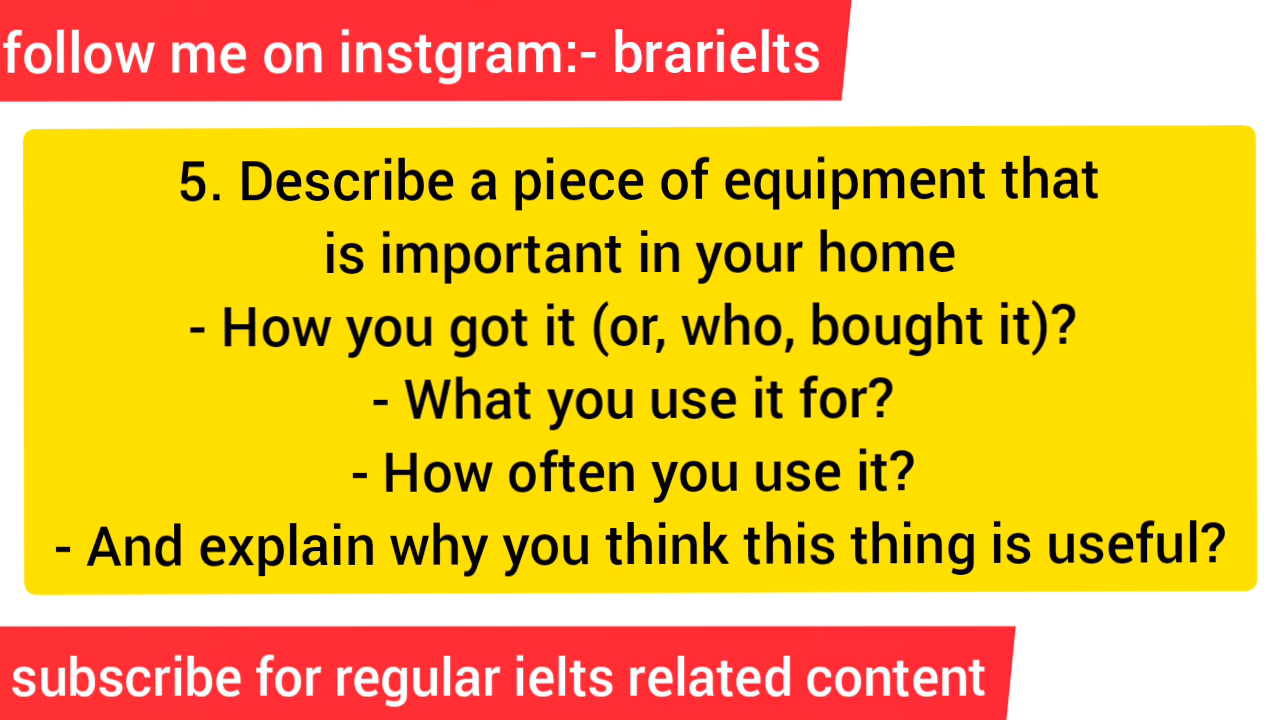 follow me on instgram:- brarielts
5. Describe a piece of equipment that
is important in your home
- How you got it (or, who, bought it)?
- What you use it for?
- How often you use it?
- And explain why you think this thing is useful?
subscribe for regular ielts related content